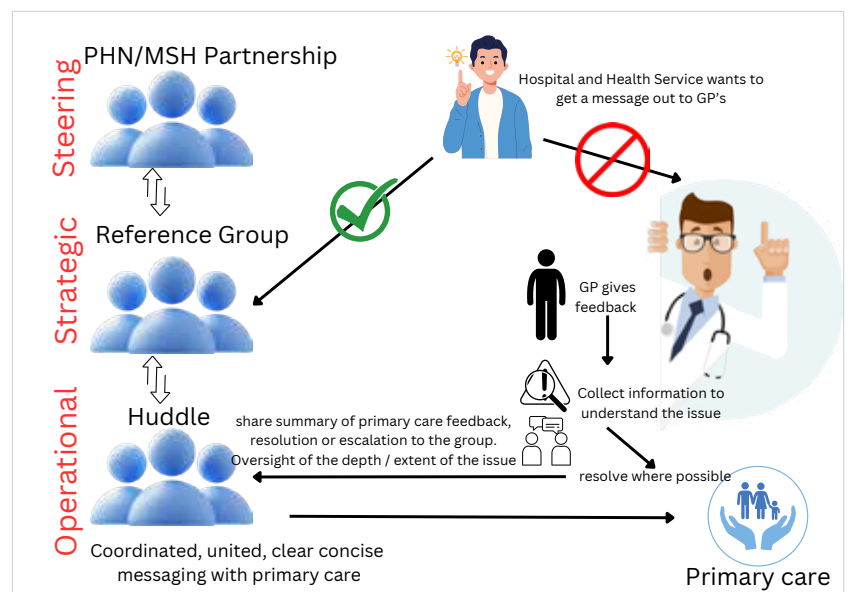 Steering
PHN/MSH Partnership
Hospital and Health Service wants to
get a message out to GP's
Strategic
Reference Group
GP gives
feedback
Collect information to
understand the issue
Operational
Huddle
share summary of primary care feedback,
resolution or escalation to the group.
Oversight of the depth / extent of the issue
resolve where possible
Coordinated, united, clear concise
messaging with primary care
Primary care